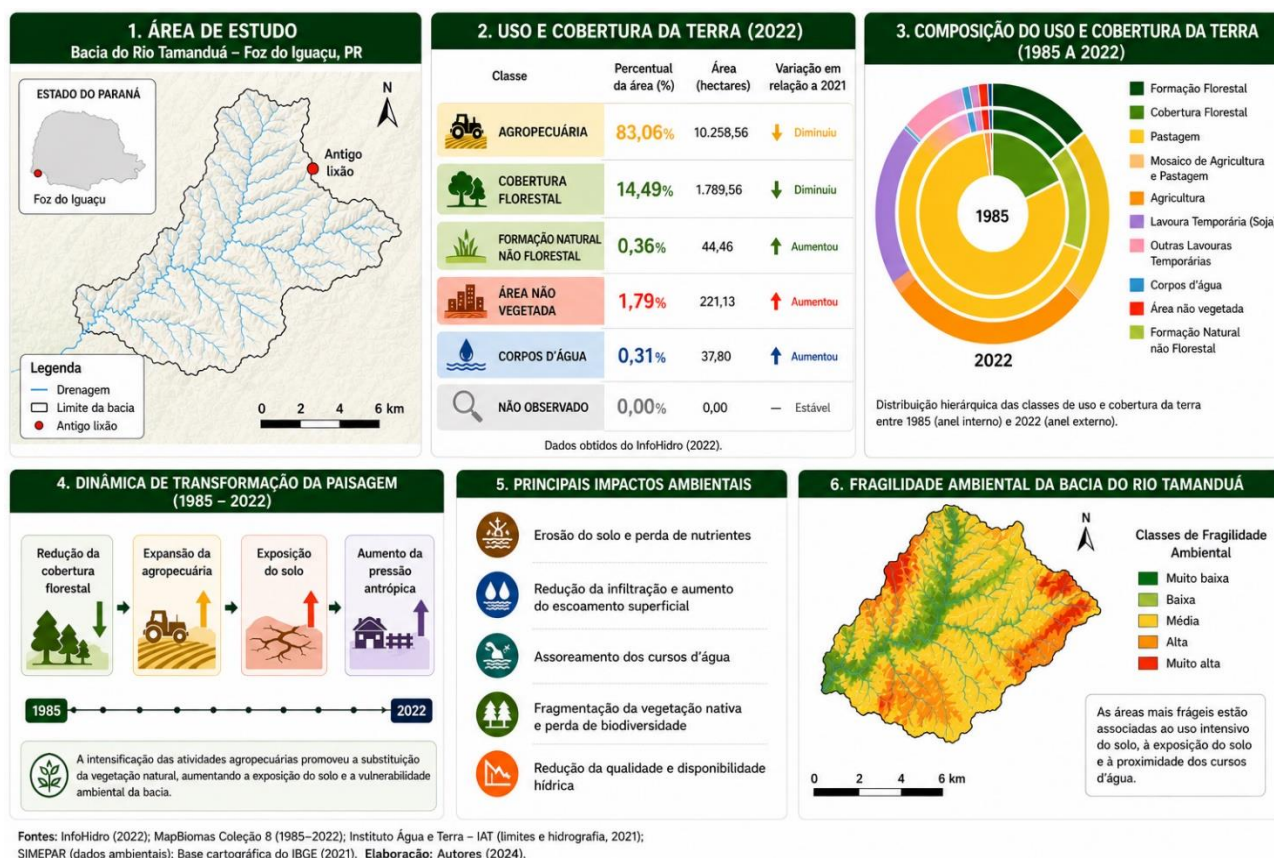 1. ÁREA DE ESTUDO
Bacia do Rio Tamanduá – Foz do Iguaçu, PR
ESTADO DO PARANÁ
Foz do Iguaçu
N
Antigo
lixão
Legenda
Drenagem
Limite da bacia
Antigo lixão
0 2 4 6 km
2. USO E COBERTURA DA TERRA (2022)
Classe
Percentual
da área (%)
Área
(hectares)
Variação em
relação a 2021
AGROPECUÁRIA 83,06% 10.258,56 Diminuiu
COBERTURA
FLORESTAL
14,49% 1.789,56 Diminuiu
FORMAÇÃO NATURAL
NÃO FLORESTAL
0,36% 44,46 Aumentou
ÁREA NÃO
VEGETADA
1,79% 221,13 Aumentou
CORPOS D'ÁGUA 0,31% 37,80 Aumentou
NÃO OBSERVADO 0,00% 0,00 – Estável
Dados obtidos do InfoHidro (2022).
3. COMPOSIÇÃO DO USO E COBERTURA DA TERRA
(1985 A 2022)
1985
2022
Formação Florestal
Cobertura Florestal
Pastagem
Mosaico de Agricultura
e Pastagem
Agricultura
Lavoura Temporária (Soja)
Outras Lavouras
Temporárias
Corpos d'água
Área não vegetada
Formação Natural
não Florestal
Distribuição hierárquica das classes de uso e cobertura da terra
entre 1985 (anel interno) e 2022 (anel externo).
4. DINÂMICA DE TRANSFORMAÇÃO DA PAISAGEM
(1985 – 2022)
Redução da
cobertura
florestal
Expansão da
agropecuária
Exposição
do solo
Aumento da
pressão
antrópica
1985
2022
A intensificação das atividades agropecuárias promoveu a substituição
da vegetação natural, aumentando a exposição do solo e a vulnerabilidade
ambiental da bacia.
5. PRINCIPAIS IMPACTOS AMBIENTAIS
Erosão do solo e perda de nutrientes
Redução da infiltração e aumento
do escoamento superficial
Assoreamento dos cursos d'água
Fragmentação da vegetação nativa
e perda de biodiversidade
Redução da qualidade e disponibilidade
hídrica
6. FRAGILIDADE AMBIENTAL DA BACIA DO RIO TAMANDUÁ
N
Classes de Fragilidade
Ambiental
Muito baixa
Baixa
Média
Alta
Muito alta
0 2 4 6 km
As áreas mais frágeis estão
associadas ao uso intensivo
do solo, à exposição do solo
e à proximidade dos cursos
d'água.
Fontes: InfoHidro (2022); MapBiomas Coleção 8 (1985–2022); Instituto Água e Terra – IAT (limites e hidrografia, 2021);
SIMEPAR (dados ambientais); Base cartográfica do IBGE (2021). Elaboração: Autores (2024).